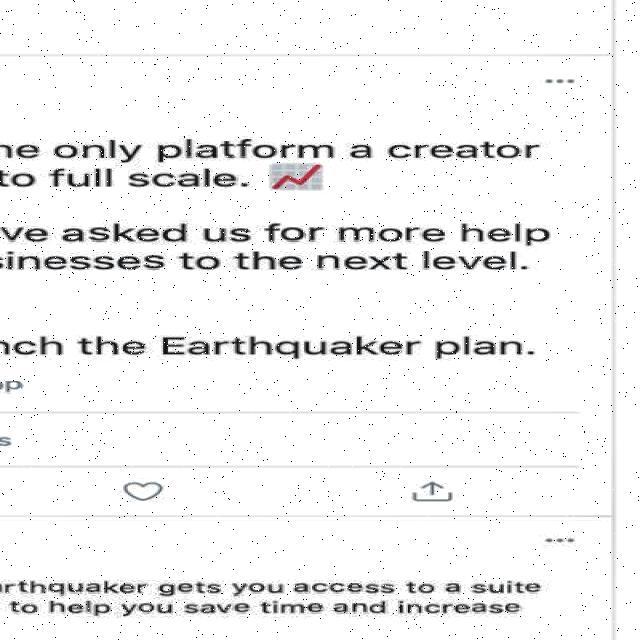 he only platform a creator
to full scale. 📈
ve asked us for more help
sinesses to the next level.
nch the Earthquaker plan.
op
s
rthquaker gets you access to a suite
to help you save time and increase